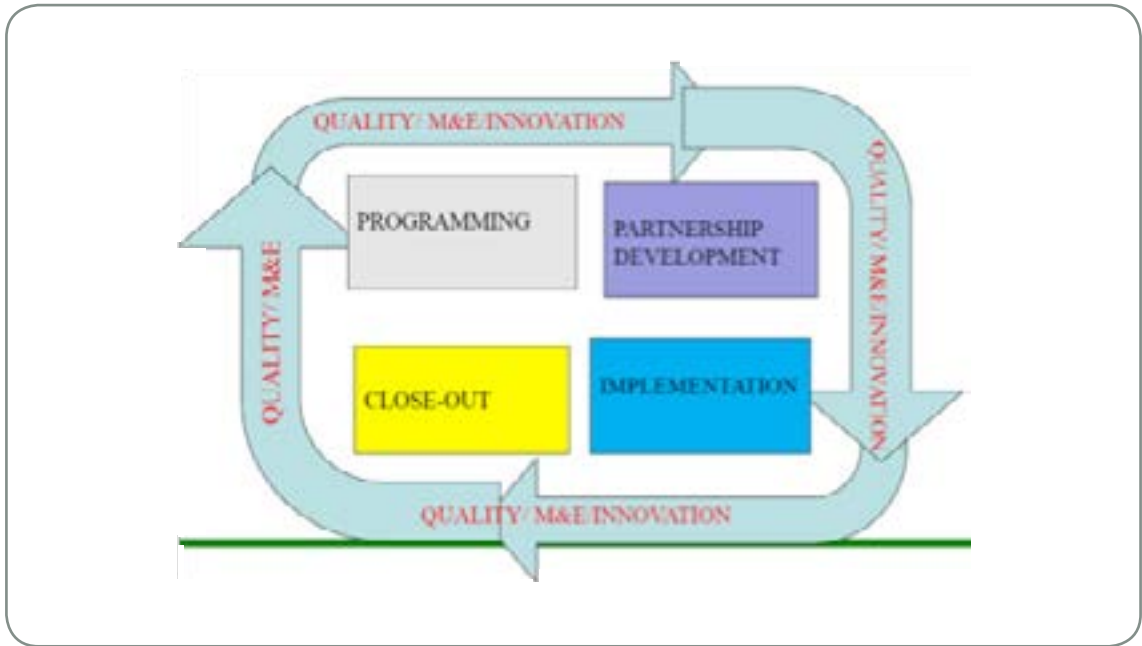 QUALITY/ M&E/INNOVATION
PROGRAMMING
PARTNERSHIP
DEVELOPMENT
QUALITY/ M&E/INNOVATION
QUALITY/ M&E
CLOSE-OUT
IMPLEMENTATION
QUALITY/ M&E/INNOVATION